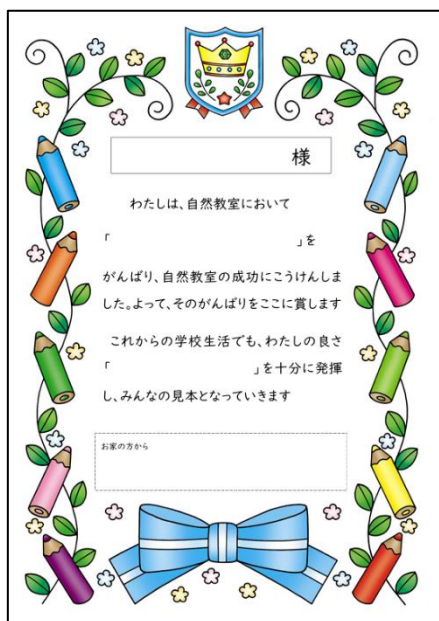 様
わたしは、自然教室において
「　　　　　　　　　　　　」を
がんばり、自然教室の成功にこうけんしま
した。よって、そのがんばりをここに賞します
これからの学校生活でも、わたしの良さ
「　　　　　　　　　」を十分に発揮
し、みんなの見本となっていきます
お家の方から